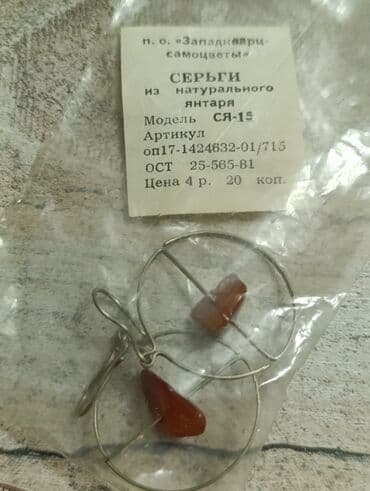 п. о. «Западкварц-
самоцветы»
СЕРЬГИ
из натурального
янтаря
Модель СЯ-15
Артикул
оп17-1424632-01/715
ОСТ 25-565-81
Цена 4 р. 20 коп.